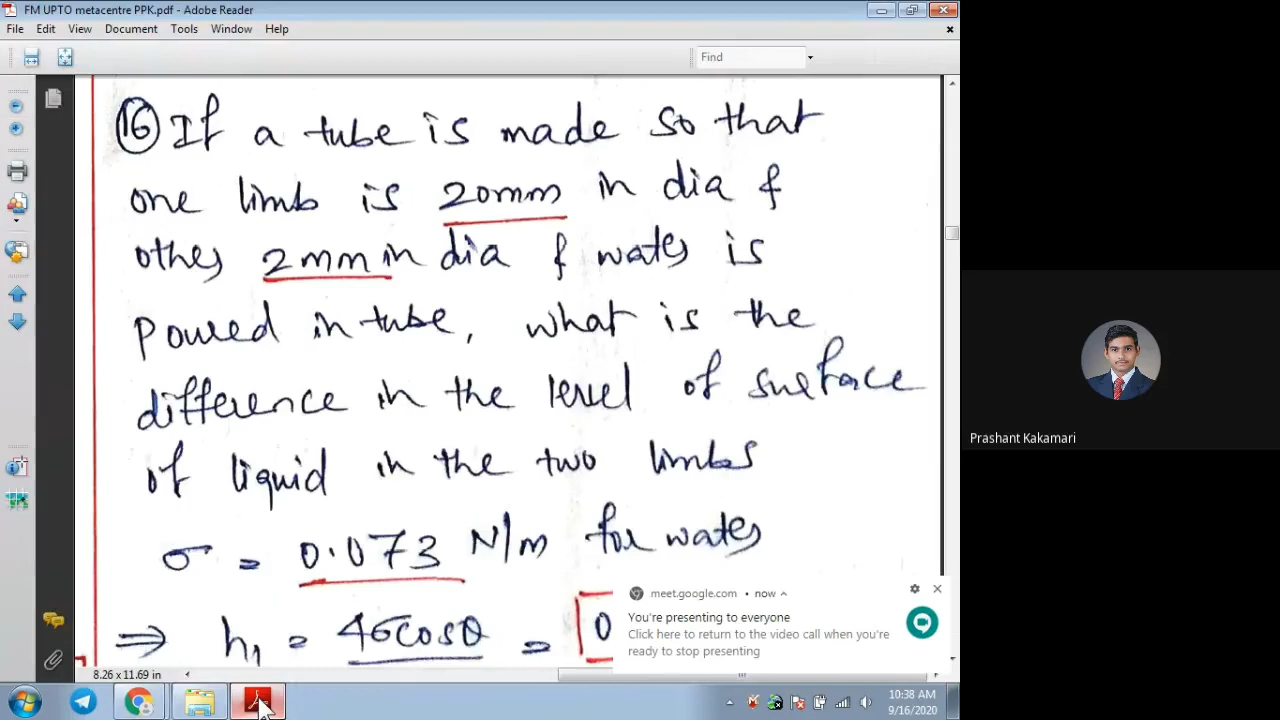 FM UPTO metacentre PPK.pdf - Adobe Reader
File Edit View Document Tools Window Help
Find
16 If a tube is made so that
one limb is 20mm in dia &
other 2mm in dia & water is
Poured in tube, what is the
difference in the level of surface
of liquid in the two limbs
σ = 0.073 N/m for water
⇒ h1 = 4σcosθ = 0
meet.google.com • now
You're presenting to everyone
Click here to return to the video call when you're
ready to stop presenting
8.26 x 11.69 in
10:38 AM
9/16/2020
Prashant Kakamari